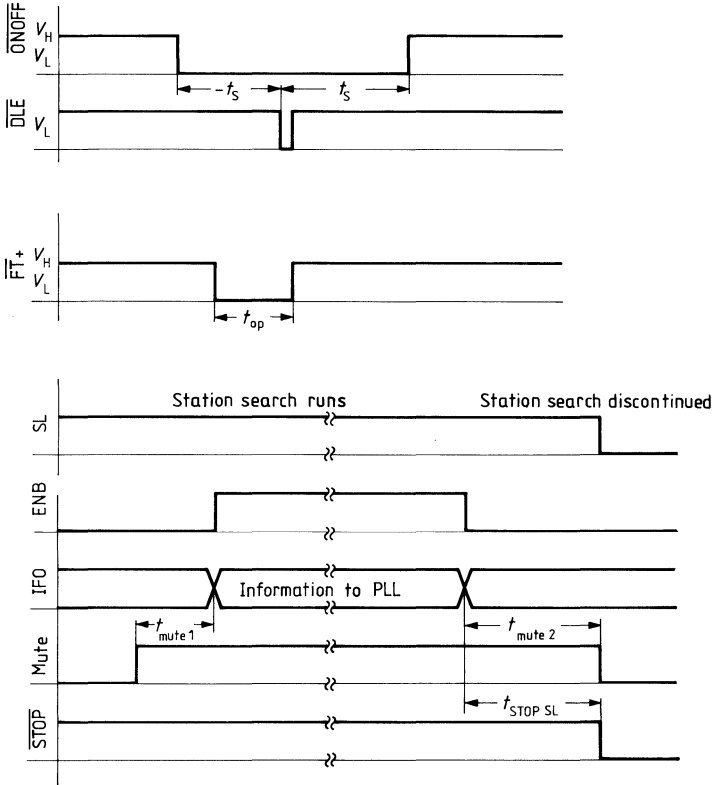 ONOFF
V_H
V_L
-t_S
t_S
DLE
V_L
FT+
V_H
V_L
t_op
Station search runs
Station search discontinued
SL
ENB
IFO
Information to PLL
t_mute 1
t_mute 2
Mute
t_STOP SL
STOP